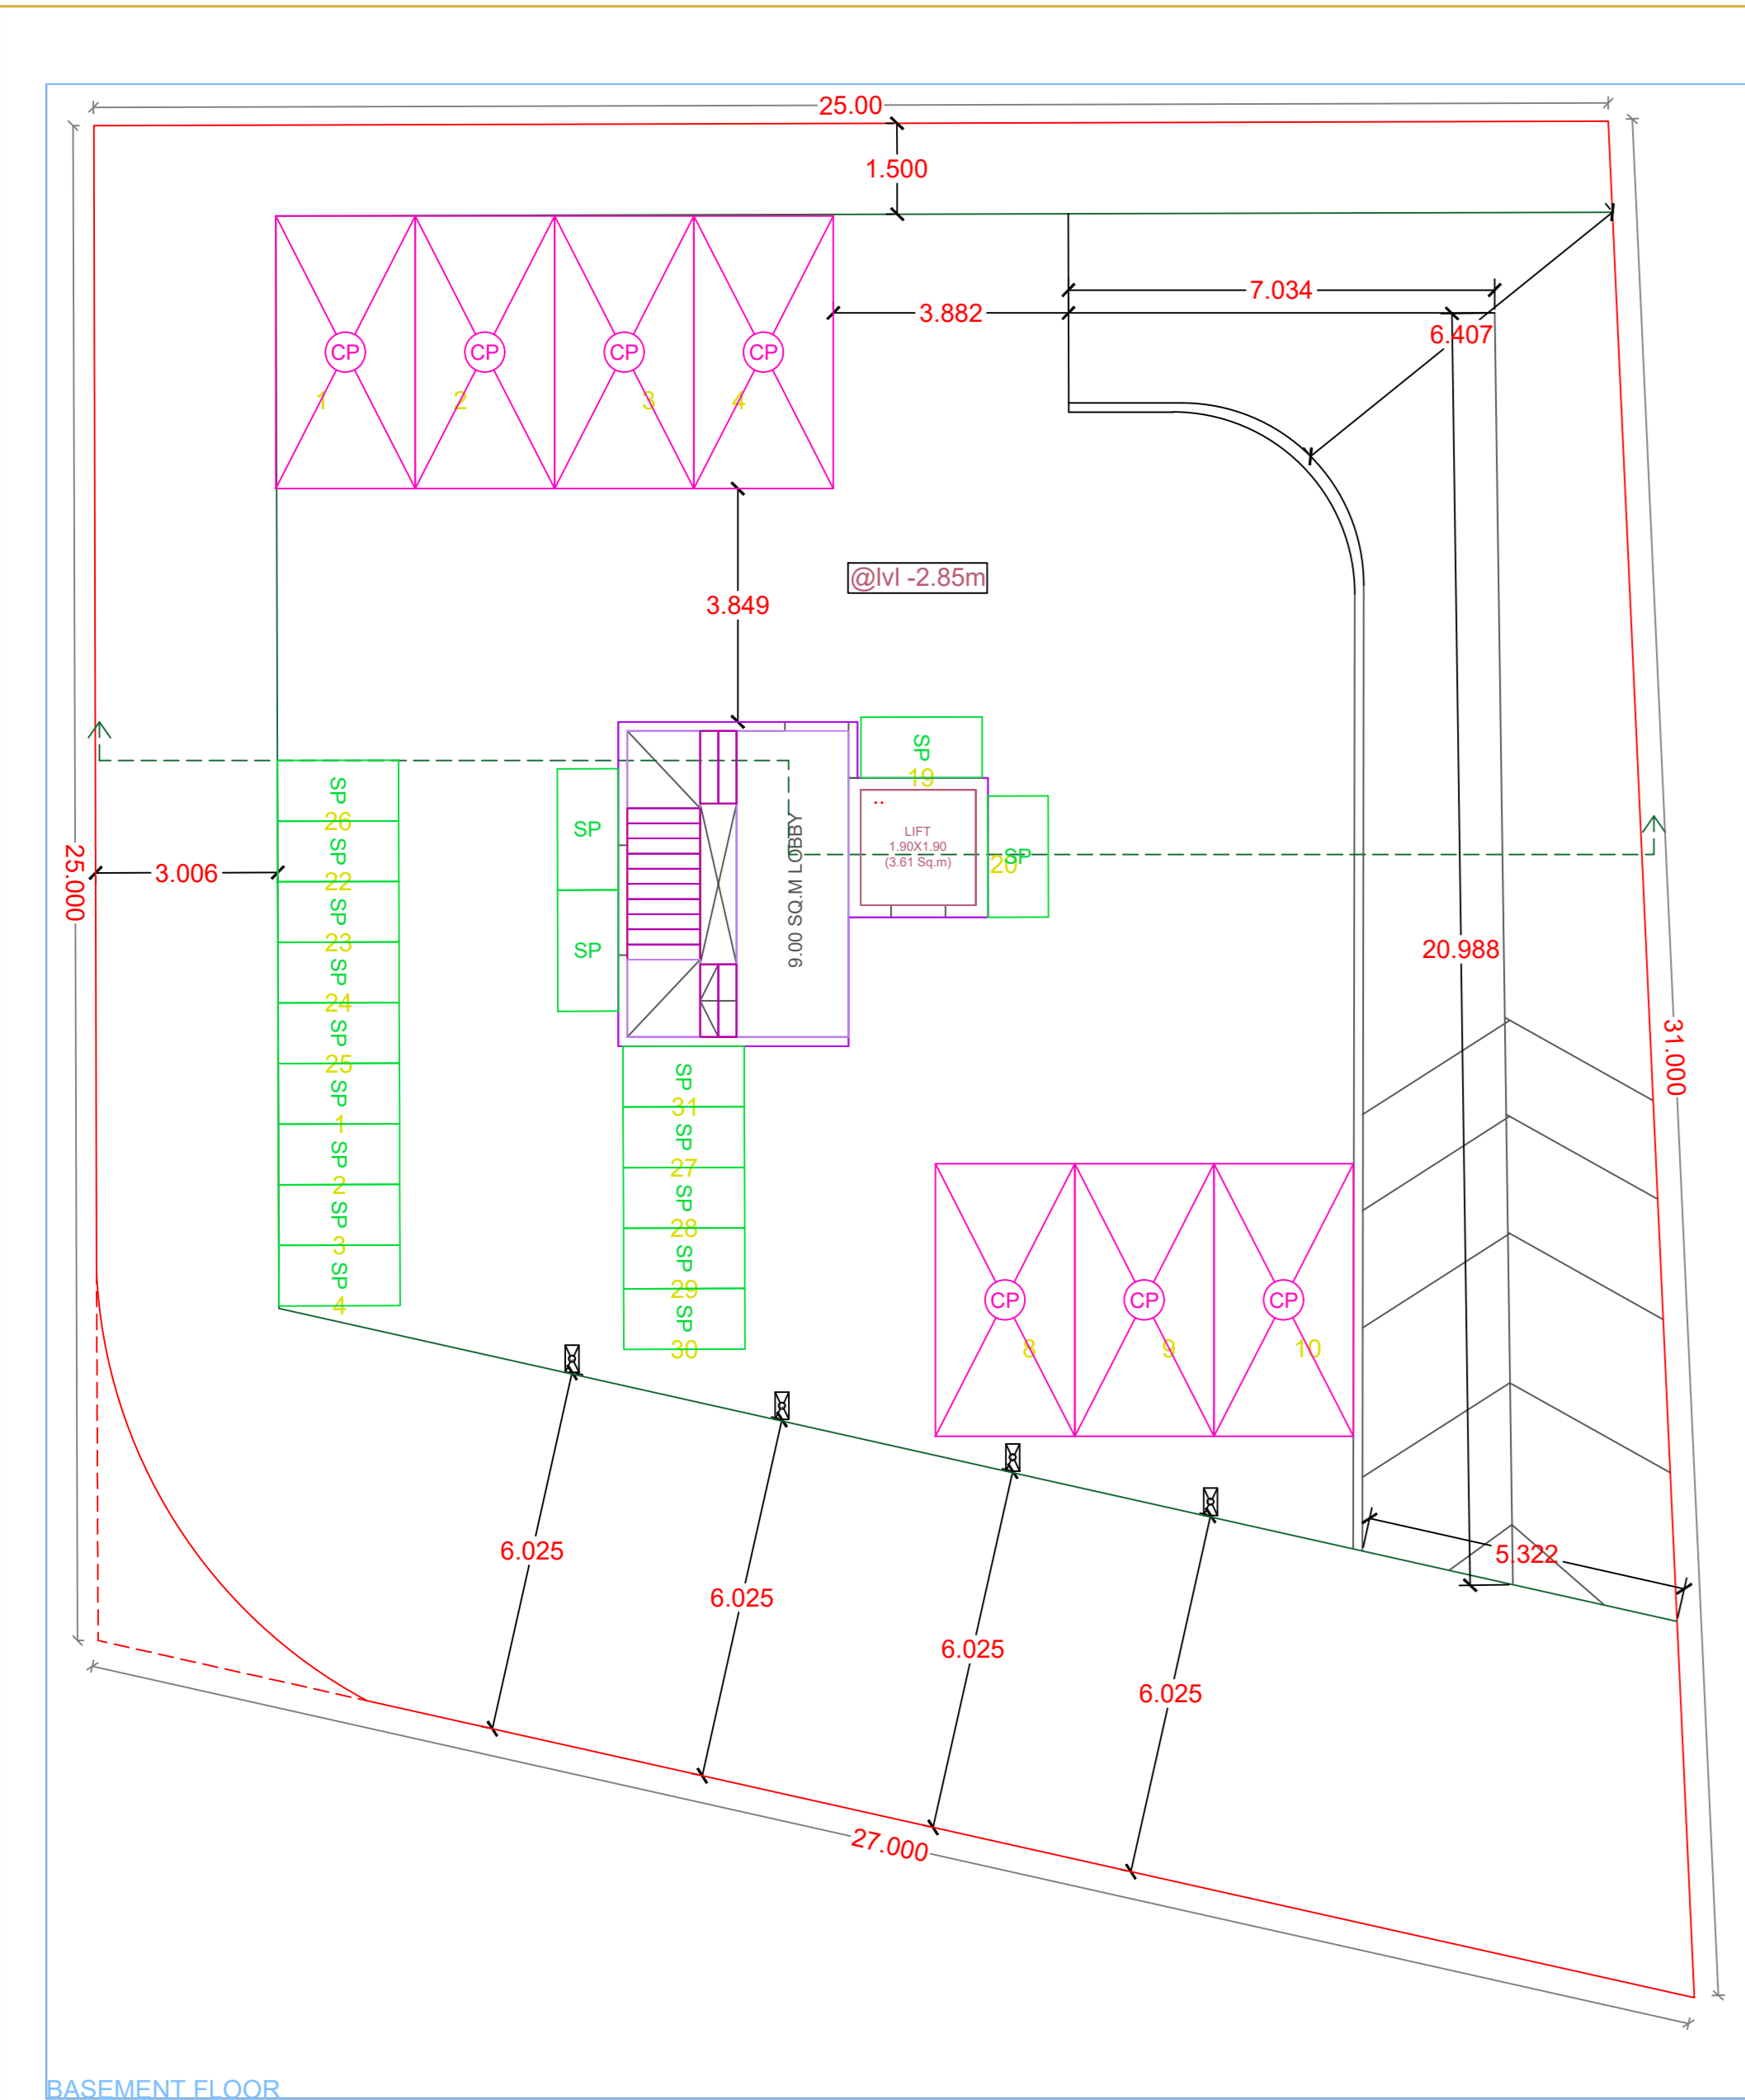 25.00
1.500
7.034
3.882
6.407
CP
CP
CP
CP
1
2
3
4
@lvl -2.85m
3.849
SP
19
SP
26
SP
22
SP
23
SP
24
SP
25
SP
1
SP
2
SP
3
SP
4
SP
SP
9.00 SQ.M LOBBY
LIFT
1.90X1.90
(3.61 Sq.m)
SP
20
25.000
3.006
20.988
31.000
SP
31
SP
27
SP
28
SP
29
SP
30
CP
CP
CP
8
9
10
6.025
6.025
6.025
6.025
5.322
27.000
BASEMENT FLOOR